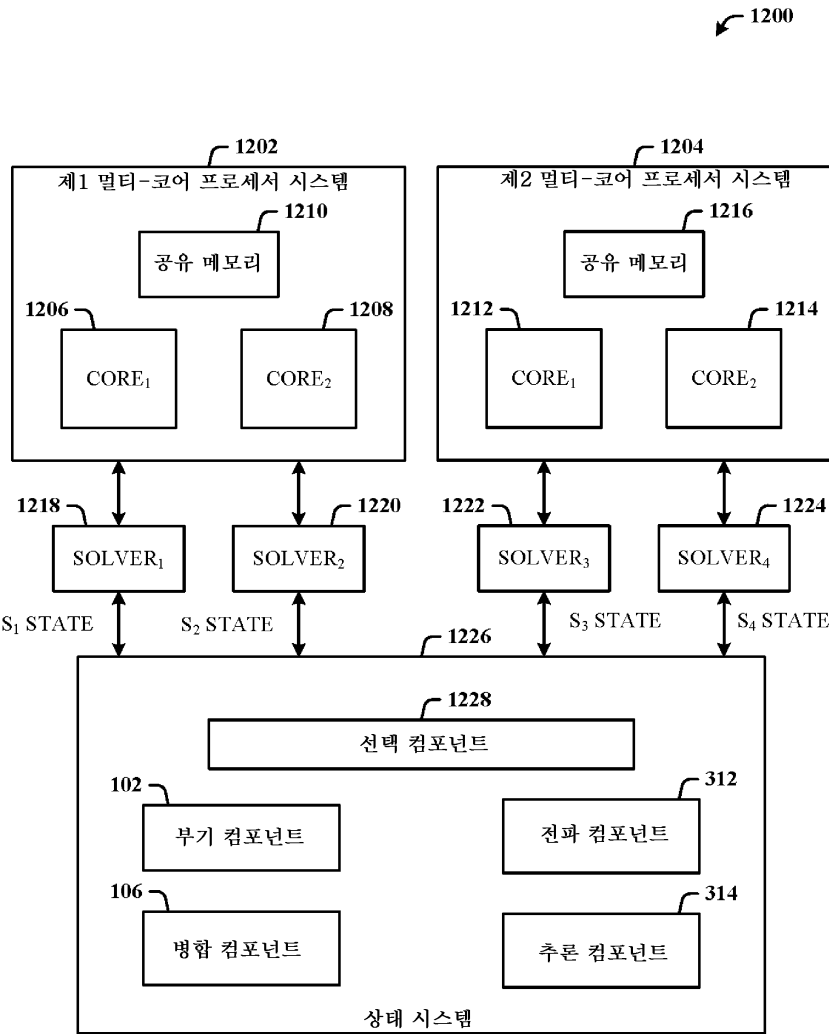 1200
1202
1204
제1 멀티-코어 프로세서 시스템
제2 멀티-코어 프로세서 시스템
1210
1216
공유 메모리
공유 메모리
1206
1208
1212
1214
CORE₁
CORE₂
CORE₁
CORE₂
1218
1220
1222
1224
SOLVER₁
SOLVER₂
SOLVER₃
SOLVER₄
S₁ STATE
S₂ STATE
S₃ STATE
S₄ STATE
1226
1228
선택 컴포넌트
102
312
부기 컴포넌트
전파 컴포넌트
106
314
병합 컴포넌트
추론 컴포넌트
상태 시스템